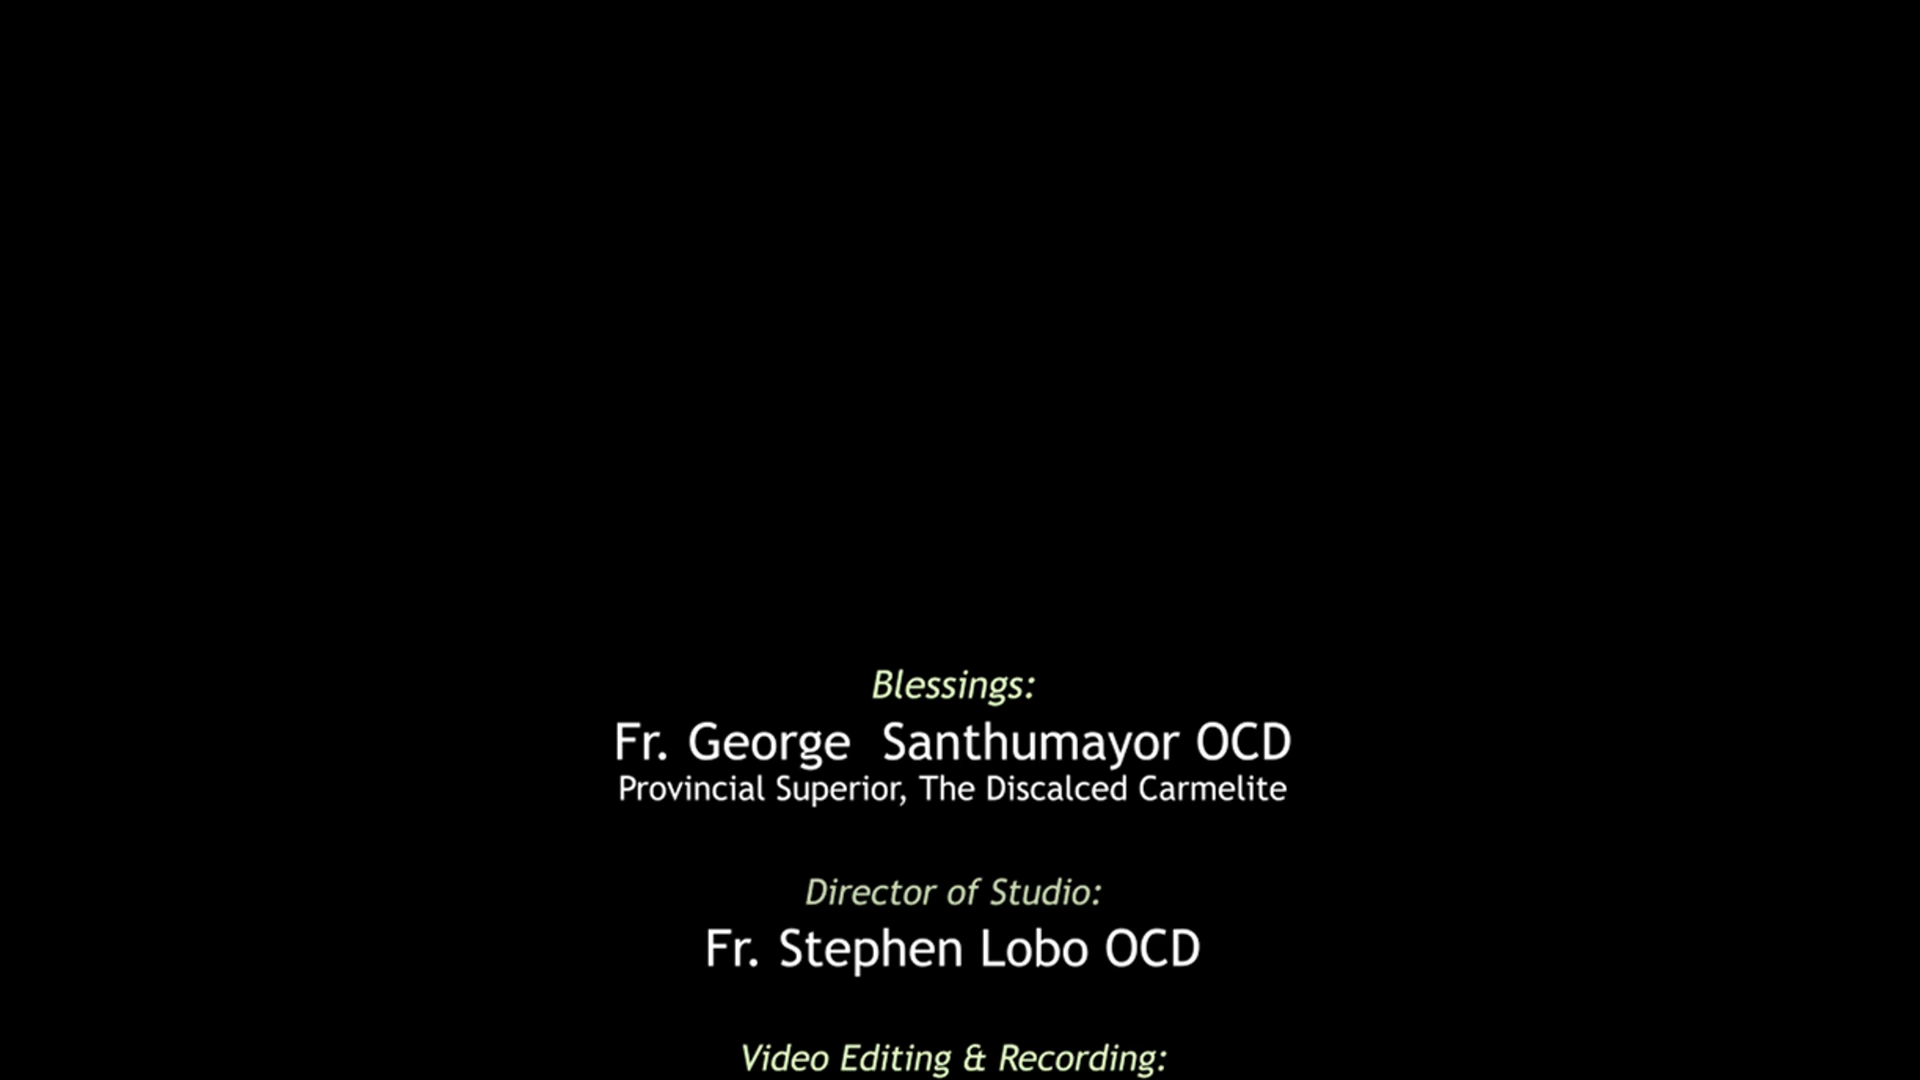 Blessings:
Fr. George  Santhumayor OCD
Provincial Superior, The Discalced Carmelite
Director of Studio:
Fr. Stephen Lobo OCD
Video Editing & Recording: